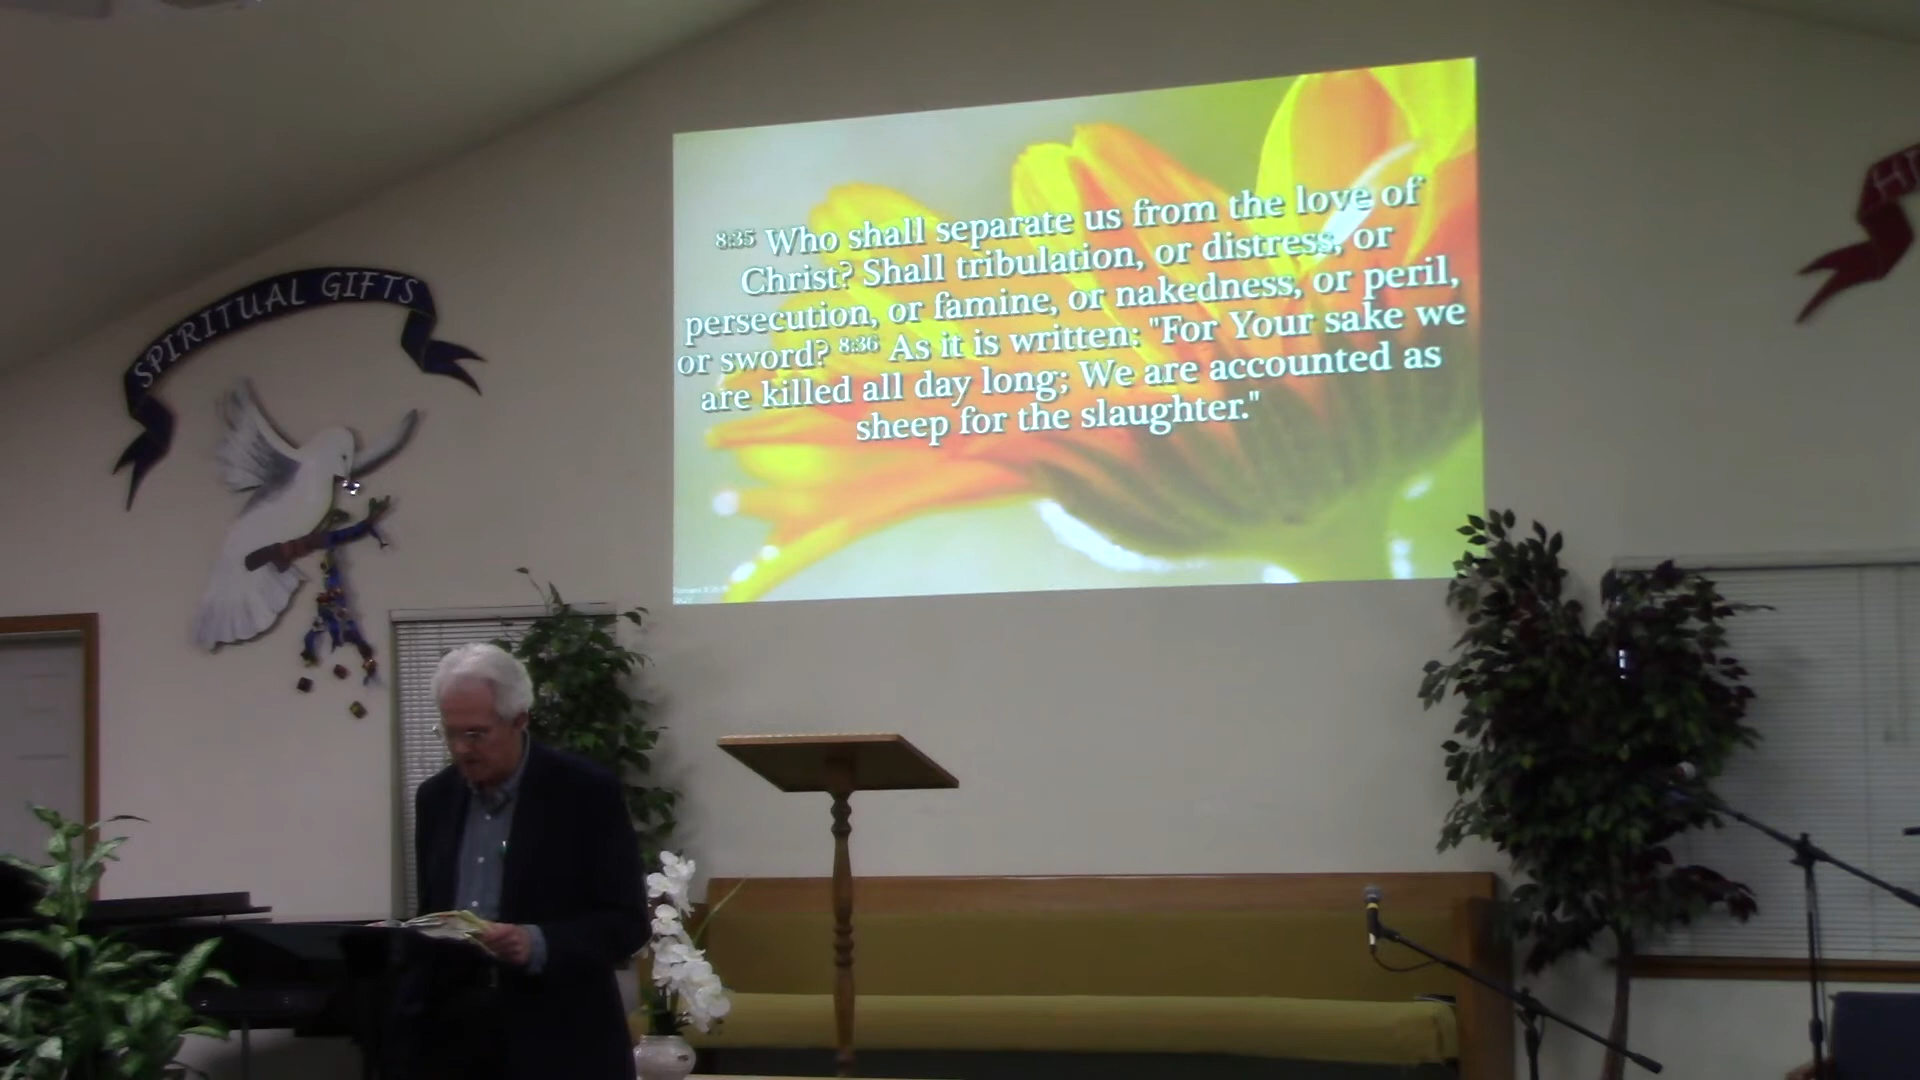 SPIRITUAL GIFTS
8:35 Who shall separate us from the love of
Christ? Shall tribulation, or distress, or
persecution, or famine, or nakedness, or peril,
or sword? 8:36 As it is written: "For Your sake we
are killed all day long; We are accounted as
sheep for the slaughter."